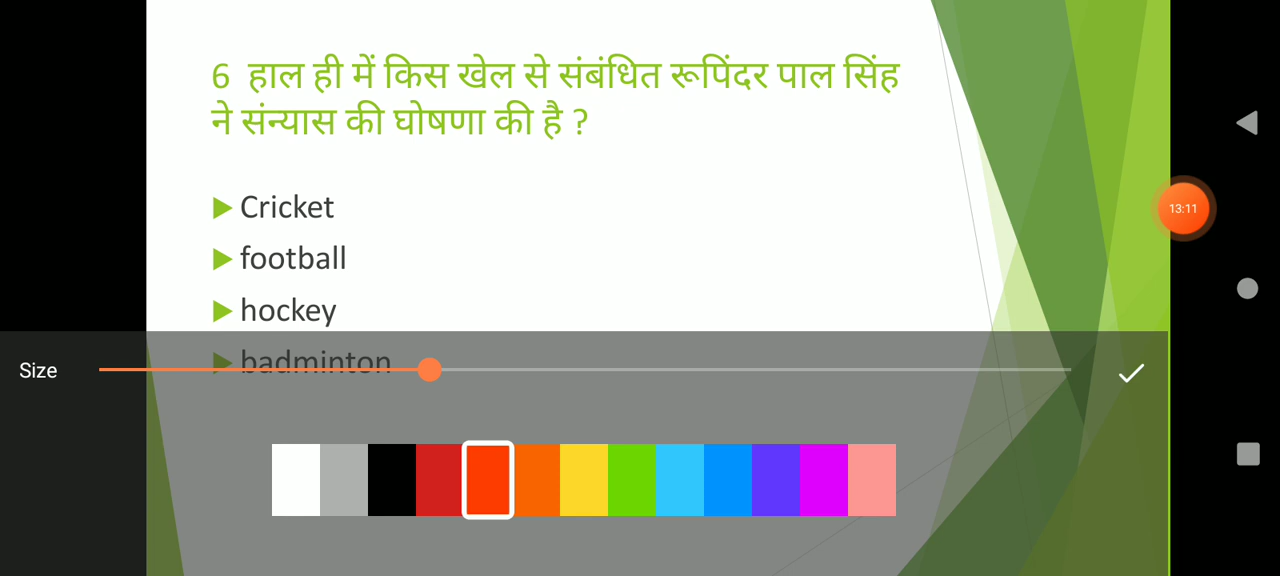 6 हाल ही में किस खेल से संबंधित रूपिंदर पाल सिंह
ने संन्यास की घोषणा की है ?
Cricket
football
hockey
badminton
Size
13:11